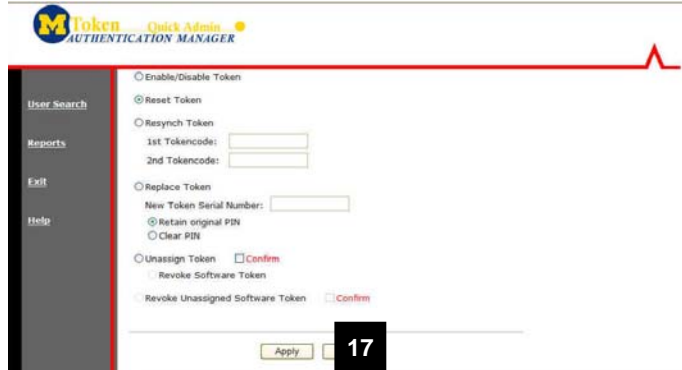 M Token Quick Admin
AUTHENTICATION MANAGER
User Search
Reports
Exit
Help
Enable/Disable Token
Reset Token
Resynch Token
1st Tokencode:
2nd Tokencode:
Replace Token
New Token Serial Number:
Retain original PIN
Clear PIN
Unassign Token Confirm
Revoke Software Token
Revoke Unassigned Software Token Confirm
Apply
17